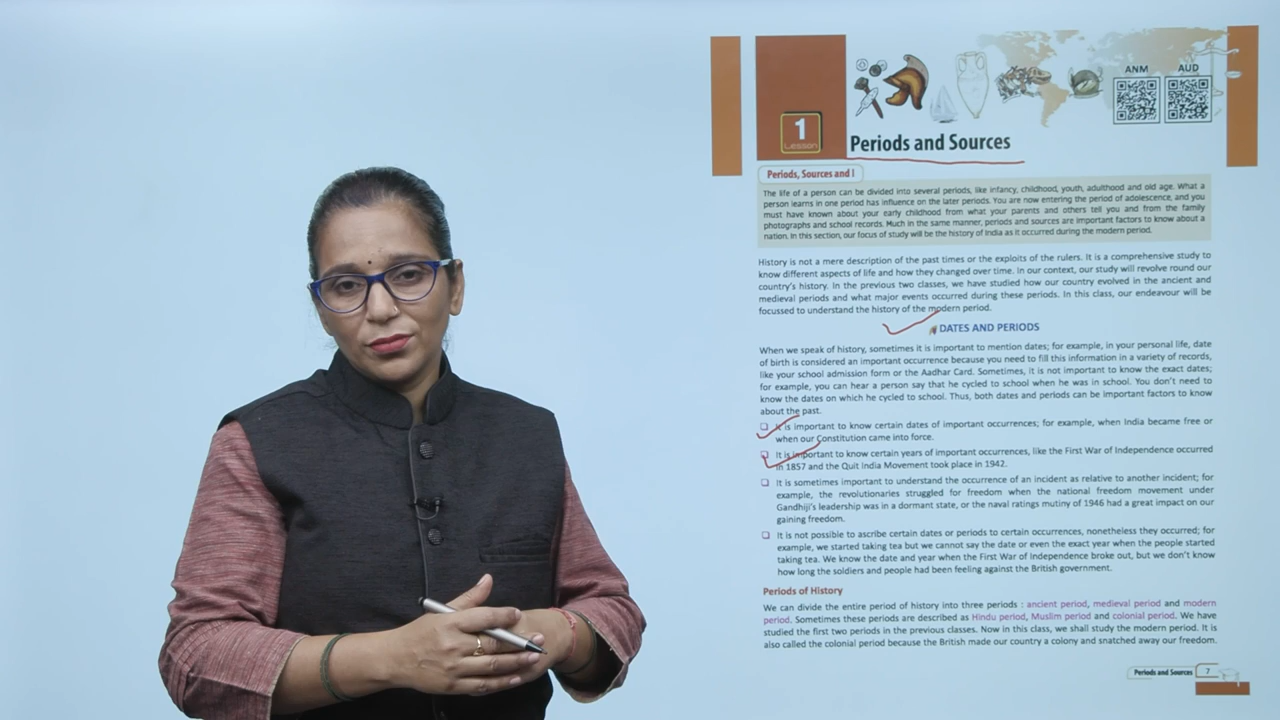 ANM
AUD
1
Lesson
Periods and Sources
Periods, Sources and I
The life of a person can be divided into several periods, like infancy, childhood, youth, adulthood and old age. What a
person learns in one period has influence on the later periods. You are now entering the period of adolescence, and you
must have known about your early childhood from what your parents and others tell you and from the family
photographs and school records. Much in the same manner, periods and sources are important factors to know about a
nation. In this section, our focus of study will be the history of India as it occurred during the modern period.
History is not a mere description of the past times or the exploits of the rulers. It is a comprehensive study to
know different aspects of life and how they changed over time. In our context, our study will revolve round our
country's history. In the previous two classes, we have studied how our country evolved in the ancient and
medieval periods and what major events occurred during these periods. In this class, our endeavour will be
focussed to understand the history of the modern period.
DATES AND PERIODS
When we speak of history, sometimes it is important to mention dates; for example, in your personal life, date
of birth is considered an important occurrence because you need to fill this information in a variety of records,
like your school admission form or the Aadhar Card. Sometimes, it is not important to know the exact dates;
for example, you can hear a person say that he cycled to school when he was in school. You don't need to
know the dates on which he cycled to school. Thus, both dates and periods can be important factors to know
about the past.
❑ It is important to know certain dates of important occurrences; for example, when India became free or
when our Constitution came into force.
❑ It is important to know certain years of important occurrences, like the First War of Independence occurred
in 1857 and the Quit India Movement took place in 1942.
❑ It is sometimes important to understand the occurrence of an incident as relative to another incident; for
example, the revolutionaries struggled for freedom when the national freedom movement under
Gandhiji's leadership was in a dormant state, or the naval ratings mutiny of 1946 had a great impact on our
gaining freedom.
❑ It is not possible to ascribe certain dates or periods to certain occurrences, nonetheless they occurred; for
example, we started taking tea but we cannot say the date or even the exact year when the people started
taking tea. We know the date and year when the First War of Independence broke out, but we don't know
how long the soldiers and people had been feeling against the British government.
Periods of History
We can divide the entire period of history into three periods : ancient period, medieval period and modern
period. Sometimes these periods are described as Hindu period, Muslim period and colonial period. We have
studied the first two periods in the previous classes. Now in this class, we shall study the modern period. It is
also called the colonial period because the British made our country a colony and snatched away our freedom.
Periods and Sources 7